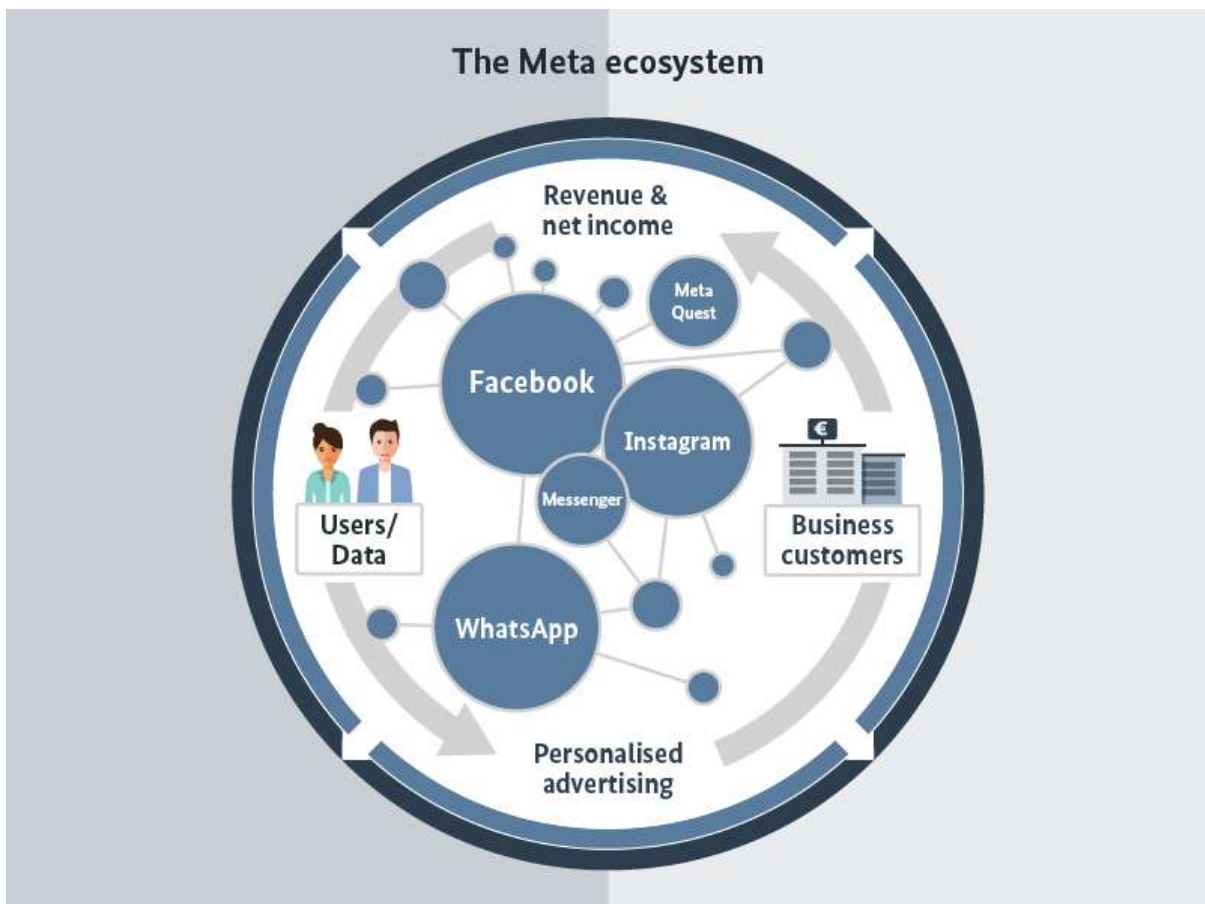 The Meta ecosystem
Revenue &
net income
Meta
Quest
Facebook
Instagram
€
Messenger
Users/
Data
Business
customers
WhatsApp
Personalised
advertising